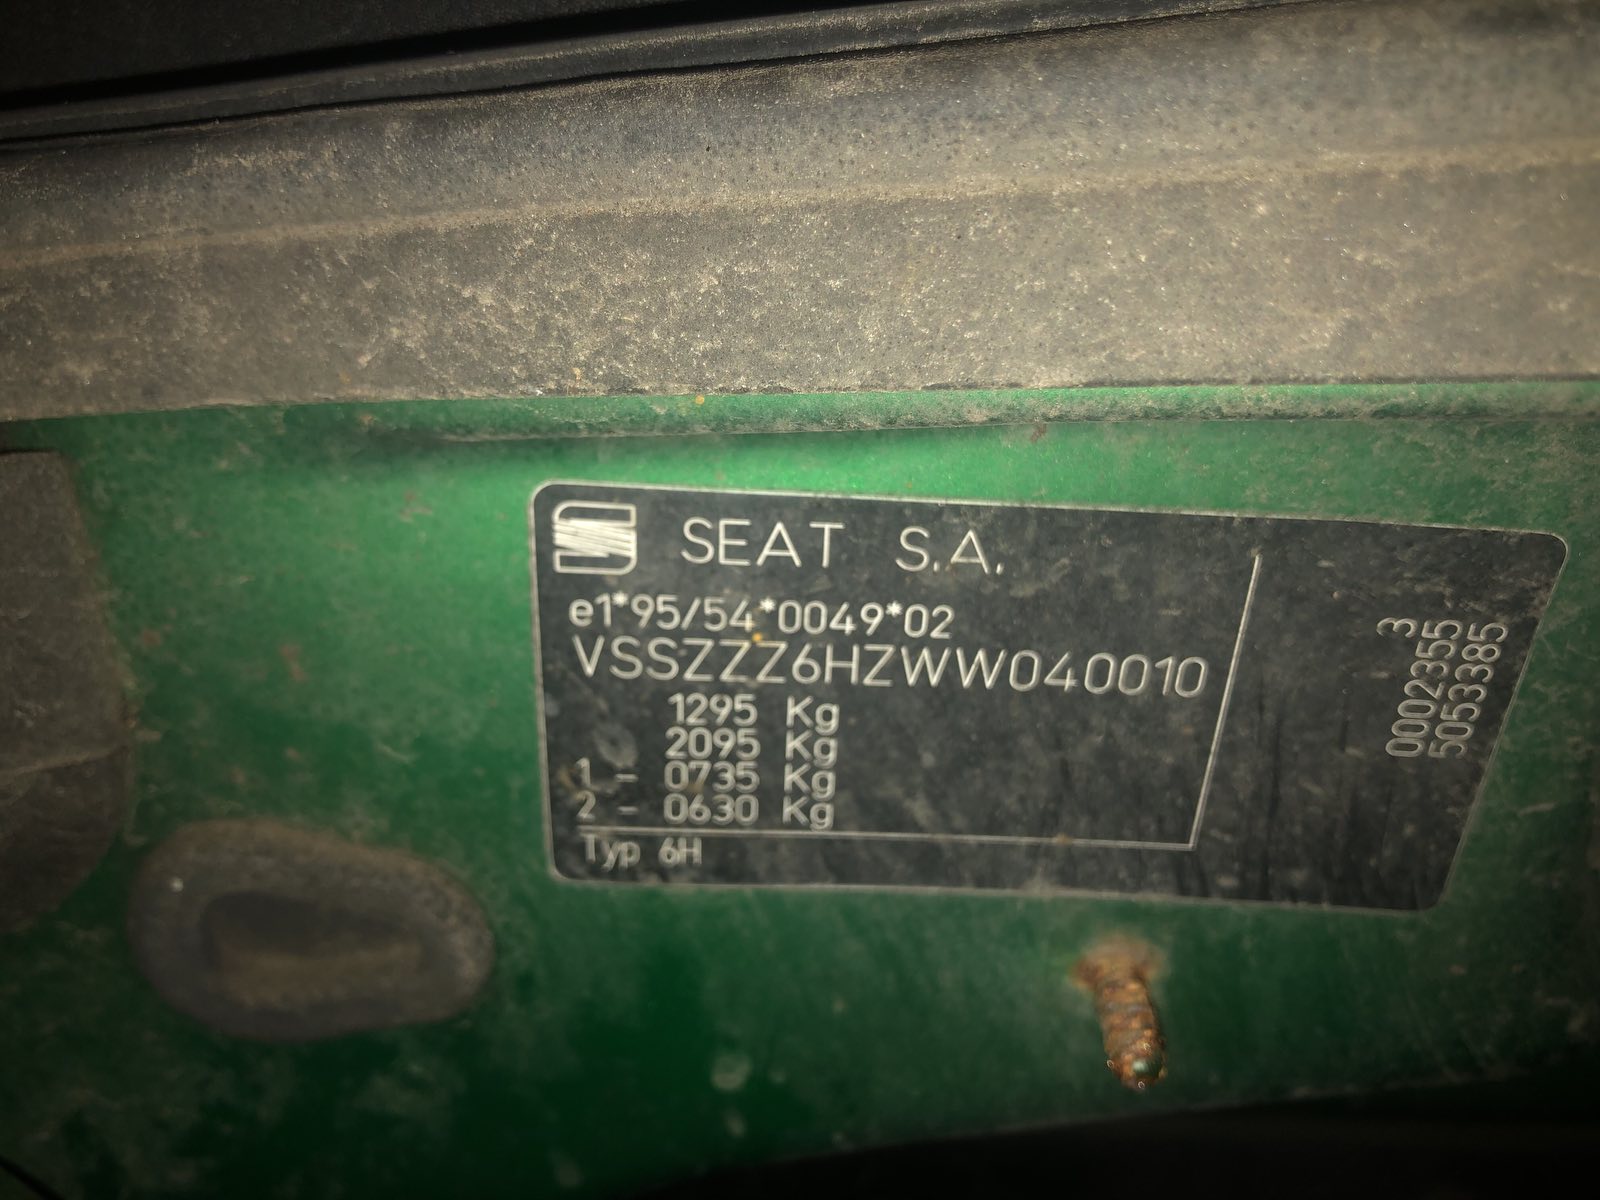 SEAT S.A.
e1*95/54*0049*02
VSSZZZ6HZWW040010
1295 Kg
2095 Kg
1 - 0735 Kg
2 - 0630 Kg
Typ 6H
3
0002355
5053385